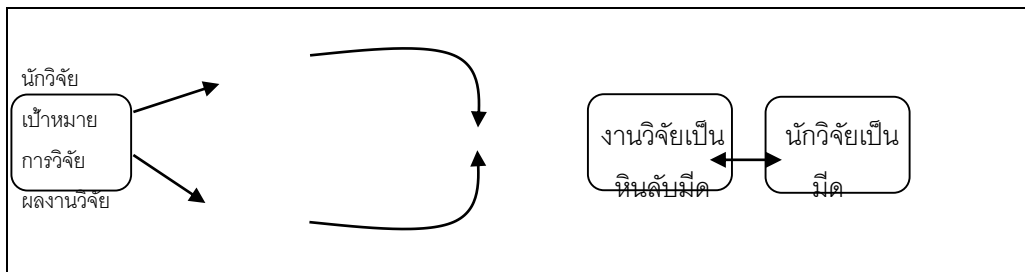 นักวิจัย
เป้าหมาย
การวิจัย
ผลงานวิจัย
งานวิจัยเป็น
หินลับมีด
นักวิจัยเป็น
มีด